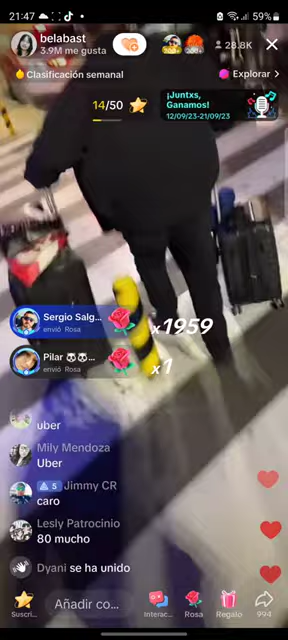 21:47
59%
belabast
3.9M me gusta
28.8K
Clasificación semanal
Explorar >
14/50
¡Juntxs, Ganamos!
12/09/23-21/09/23
Sergio Salg...
envió Rosa
x1959
Pilar 🐼🐼...
envió Rosa
x1
uber
Mily Mendoza
Uber
5 Jimmy CR
caro
Lesly Patrocinio
80 mucho
Dyani se ha unido
Añadir co...
Suscri...
Interac...
Rosa
Regalo
994